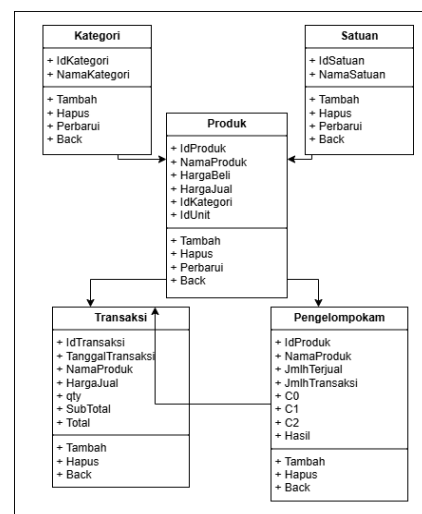 Kategori
+ IdKategori
+ NamaKategori
+ Tambah
+ Hapus
+ Perbarui
+ Back
Satuan
+ IdSatuan
+ NamaSatuan
+ Tambah
+ Hapus
+ Perbarui
+ Back
Produk
+ IdProduk
+ NamaProduk
+ HargaBeli
+ HargaJual
+ IdKategori
+ IdUnit
+ Tambah
+ Hapus
+ Perbarui
+ Back
Transaksi
+ IdTransaksi
+ TanggalTransaksi
+ NamaProduk
+ HargaJual
+ qty
+ SubTotal
+ Total
+ Tambah
+ Hapus
+ Back
Pengelompokam
+ IdProduk
+ NamaProduk
+ JmlhTerjual
+ JmlhTransaksi
+ C0
+ C1
+ C2
+ Hasil
+ Tambah
+ Hapus
+ Back